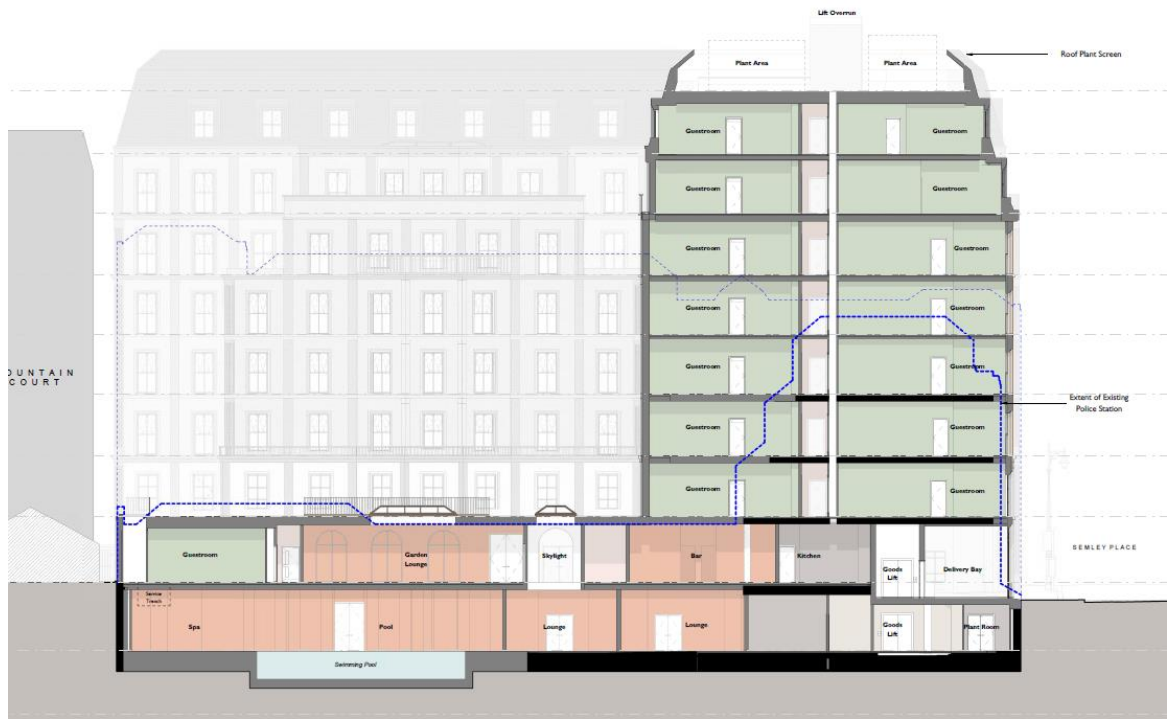 Lift Overrun
Plant Area
Plant Area
Roof Plant Screen
Guestroom
Guestroom
Guestroom
Guestroom
Guestroom
Guestroom
Guestroom
Guestroom
OUNTAIN
COURT
Guestroom
Guestroom
Extent of Existing
Police Station
Guestroom
Guestroom
Guestroom
Guestroom
Guestroom
Garden
Lounge
Skylight
Bar
Kitchen
Goods
Lift
Delivery Bay
SEMLEY PLACE
Service
Trench
Spa
Pool
Lounge
Lounge
Goods
Lift
Plant Room
Swimming Pool